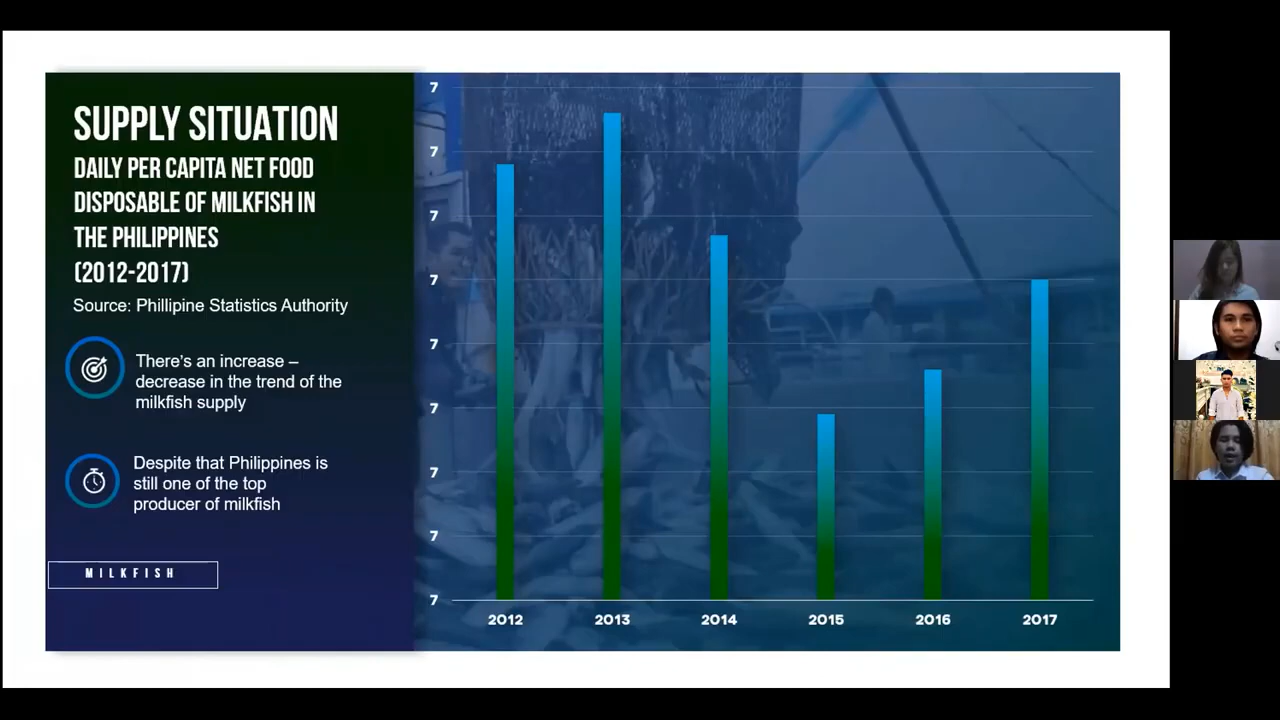 SUPPLY SITUATION
DAILY PER CAPITA NET FOOD
DISPOSABLE OF MILKFISH IN
THE PHILIPPINES
(2012-2017)
Source: Phillipine Statistics Authority
There's an increase –
decrease in the trend of the
milkfish supply
Despite that Philippines is
still one of the top
producer of milkfish
MILKFISH
7
7
7
7
7
7
7
7
7
2012 2013 2014 2015 2016 2017